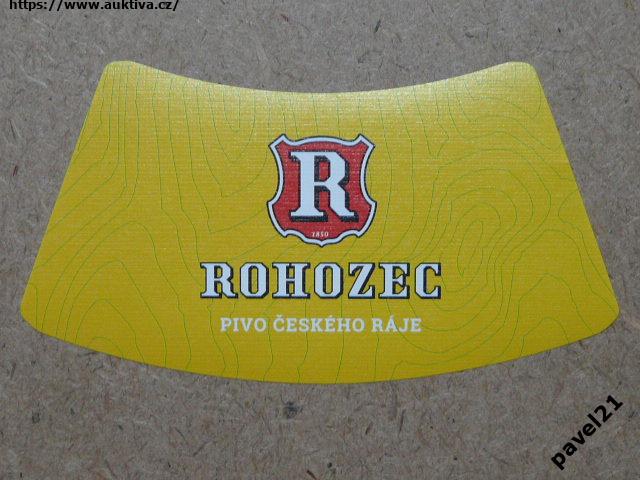 https://www.auktiva.cz/
R
1850
ROHOZEC
PIVO ČESKÉHO RÁJE
pavel21